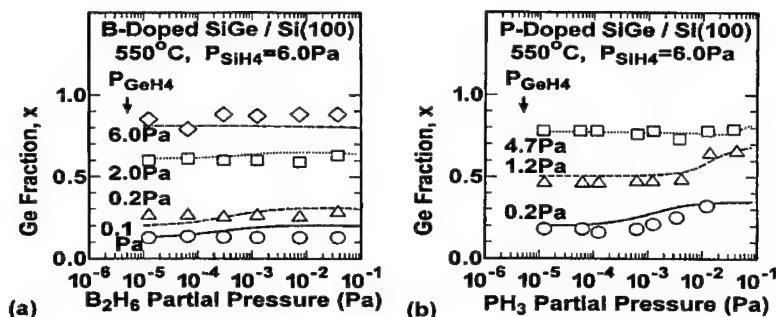 B-Doped SiGe / Si(100)
550°C, P_SiH4=6.0Pa
P_GeH4
1.0
6.0Pa
2.0Pa
0.5
0.2Pa
0.1
Pa
0.0
Ge Fraction, x
10⁻⁶ 10⁻⁵ 10⁻⁴ 10⁻³ 10⁻² 10⁻¹
(a) B₂H₆ Partial Pressure (Pa)
P-Doped SiGe / Si(100)
550°C, P_SiH4=6.0Pa
P_GeH4
1.0
4.7Pa
1.2Pa
0.5
0.2Pa
0.0
Ge Fraction, x
10⁻⁶ 10⁻⁵ 10⁻⁴ 10⁻³ 10⁻² 10⁻¹
(b) PH₃ Partial Pressure (Pa)